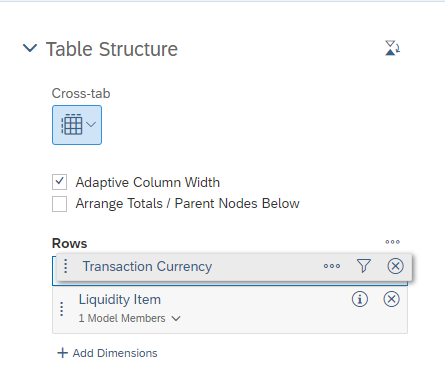 Table Structure
Cross-tab
Adaptive Column Width
Arrange Totals / Parent Nodes Below
Rows
Transaction Currency
Liquidity Item
1 Model Members
+ Add Dimensions